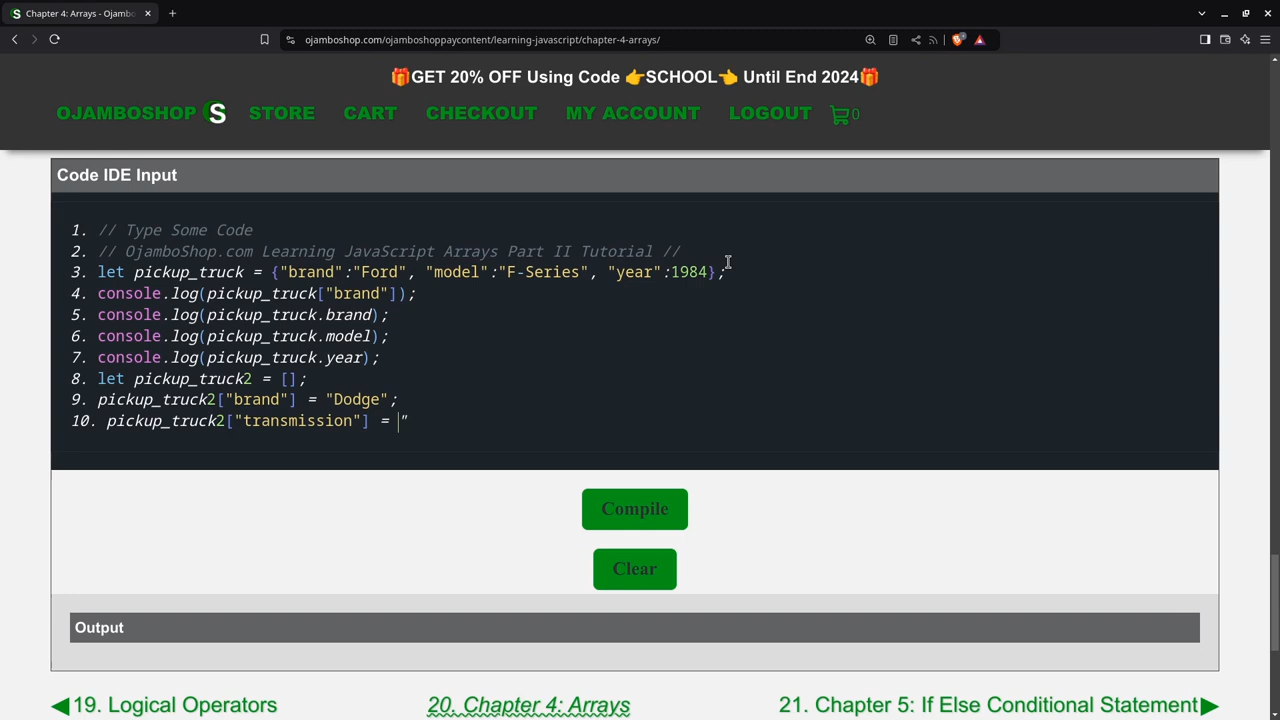 Chapter 4: Arrays - Ojambo
ojamboshop.com/ojamboshoppaycontent/learning-javascript/chapter-4-arrays/
🎁GET 20% OFF Using Code 👉SCHOOL👈 Until End 2024🎁
OJAMBOSHOP S STORE CART CHECKOUT MY ACCOUNT LOGOUT 0
Code IDE Input
1. // Type Some Code
2. // OjamboShop.com Learning JavaScript Arrays Part II Tutorial //
3. let pickup_truck = {"brand":"Ford", "model":"F-Series", "year":1984};
4. console.log(pickup_truck["brand"]);
5. console.log(pickup_truck.brand);
6. console.log(pickup_truck.model);
7. console.log(pickup_truck.year);
8. let pickup_truck2 = [];
9. pickup_truck2["brand"] = "Dodge";
10. pickup_truck2["transmission"] = "
Compile
Clear
Output
◀19. Logical Operators 20. Chapter 4: Arrays 21. Chapter 5: If Else Conditional Statement▶